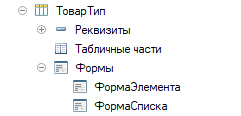 ТоварТип
Реквизиты
Табличные части
Формы
ФормаЭлемента
ФормаСписка